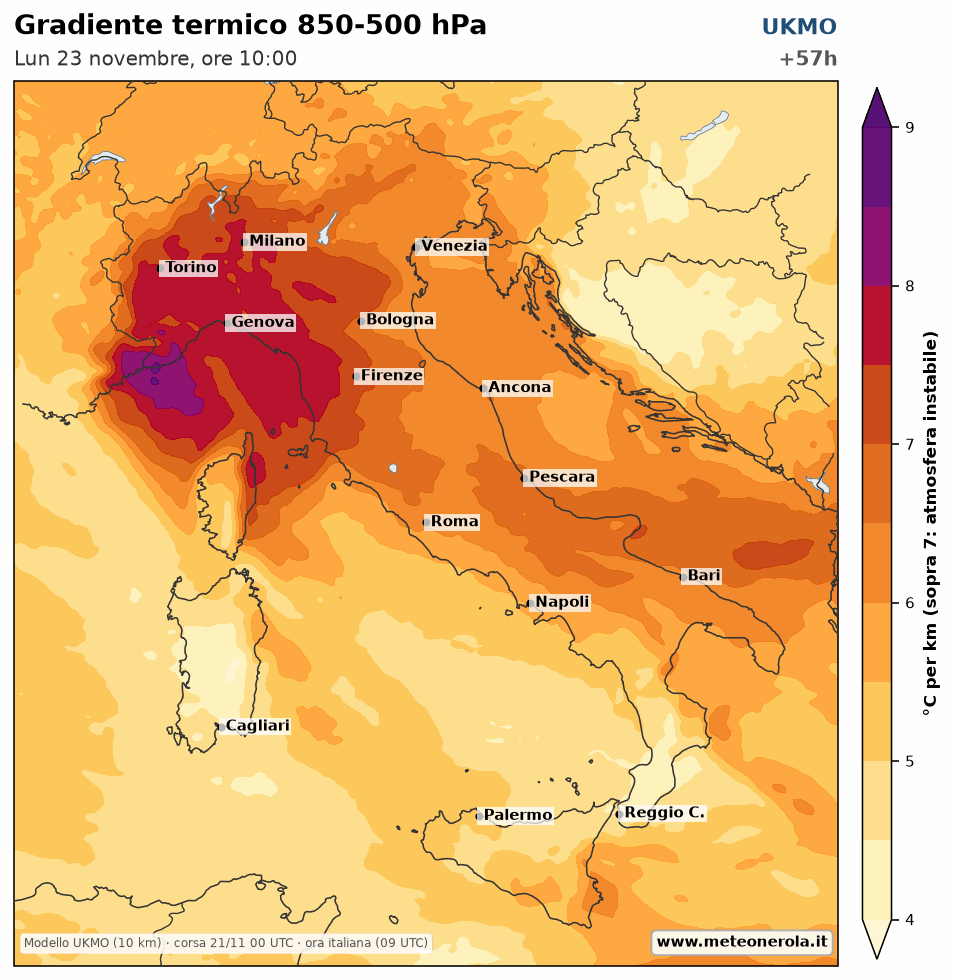 Gradiente termico 850-500 hPa
UKMO
Lun 23 novembre, ore 10:00
+57h
Milano
Venezia
Torino
Genova
Bologna
Firenze
Ancona
Pescara
Roma
Bari
Napoli
Cagliari
Palermo
Reggio C.
9
8
7
6
5
4
°C per km (sopra 7: atmosfera instabile)
Modello UKMO (10 km) · corsa 21/11 00 UTC · ora italiana (09 UTC)
www.meteonerola.it